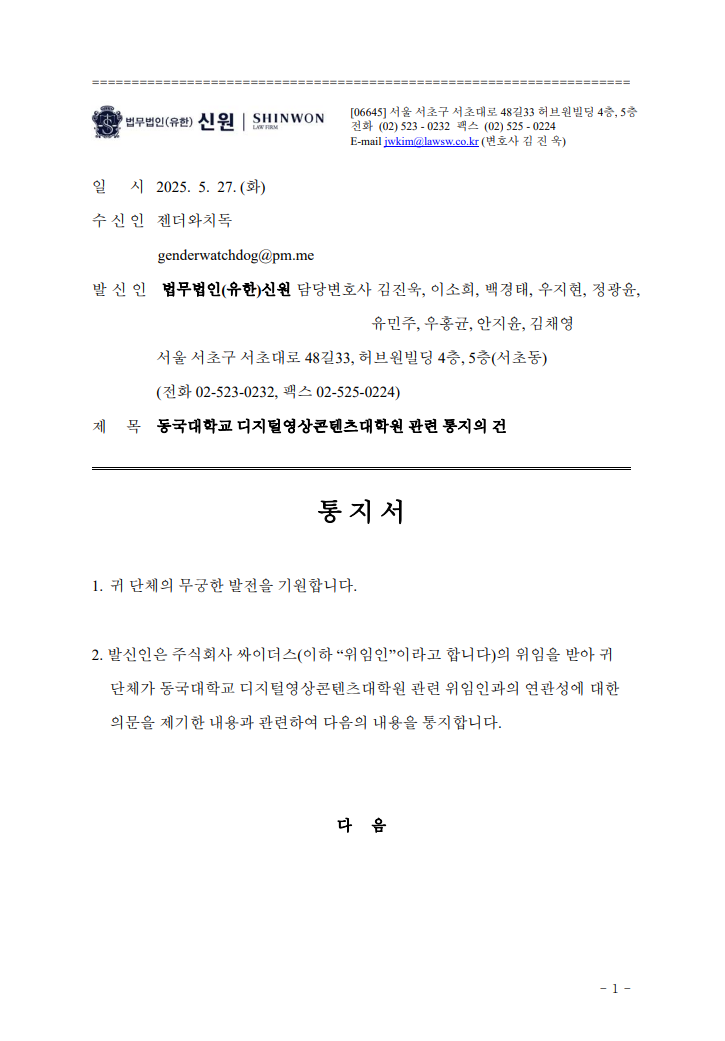 ======================================================================
법무법인(유한) 신원 | SHINWON
LAW FIRM
[06645] 서울 서초구 서초대로 48길33 허브원빌딩 4층, 5층
전화 (02) 523 - 0232 팩스 (02) 525 - 0224
E-mail jwkim@lawsw.co.kr (변호사 김 진 욱)
일 시 2025. 5. 27. (화)
수 신 인 젠더와치독
genderwatchdog@pm.me
발 신 인 법무법인(유한)신원 담당변호사 김진욱, 이소희, 백경태, 우지현, 정광윤,
유민주, 우홍균, 안지윤, 김채영
서울 서초구 서초대로 48길33, 허브원빌딩 4층, 5층(서초동)
(전화 02-523-0232, 팩스 02-525-0224)
제 목 동국대학교 디지털영상콘텐츠대학원 관련 통지의 건
통 지 서
1. 귀 단체의 무궁한 발전을 기원합니다.
2. 발신인은 주식회사 싸이더스(이하 “위임인”이라고 합니다)의 위임을 받아 귀
단체가 동국대학교 디지털영상콘텐츠대학원 관련 위임인과의 연관성에 대한
의문을 제기한 내용과 관련하여 다음의 내용을 통지합니다.
다 음
- 1 -